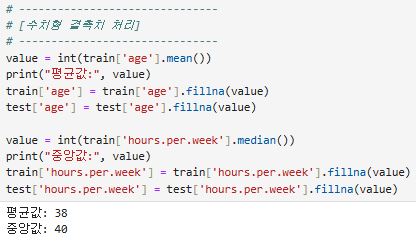 # -------------------------------
# [수치형 결측치 처리]
# -------------------------------
value = int(train['age'].mean())
print("평균값:", value)
train['age'] = train['age'].fillna(value)
test['age'] = test['age'].fillna(value)
value = int(train['hours.per.week'].median())
print("중앙값:", value)
train['hours.per.week'] = train['hours.per.week'].fillna(value)
test['hours.per.week'] = test['hours.per.week'].fillna(value)
평균값: 38
중앙값: 40